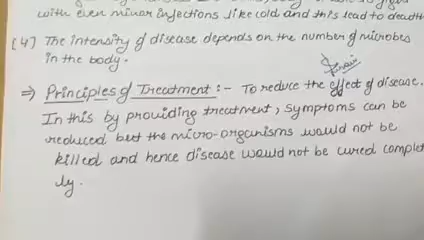 with even minor infections like cold and this lead to death
(4) The intensity of disease depends on the number of microbes
in the body.
⇒ Principles of Treatment :- To reduce the effect of disease.
In this by providing treatment, symptoms can be
reduced but the micro-organisms would not be
killed and hence disease would not be cured complet
ly.